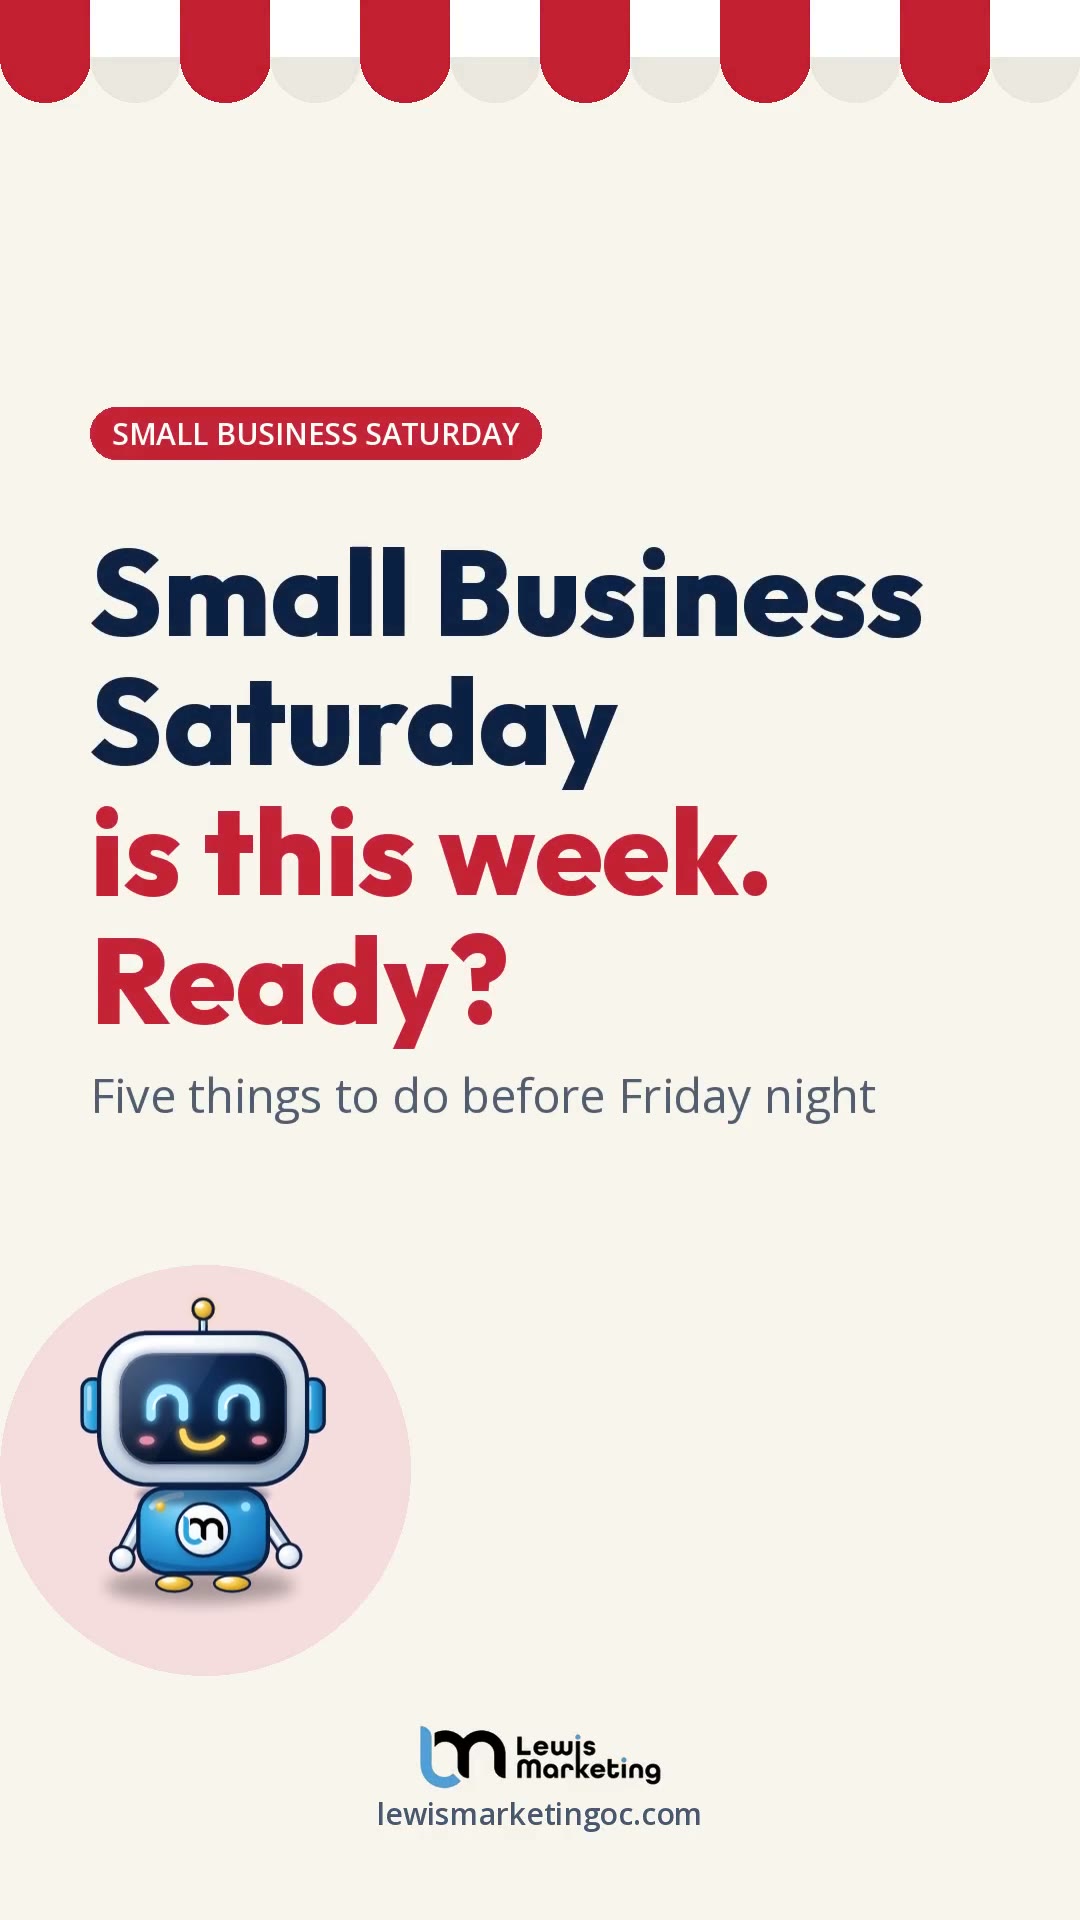 SMALL BUSINESS SATURDAY
Small Business
Saturday
is this week.
Ready?
Five things to do before Friday night
Lewis
Marketing
lewismarketingoc.com